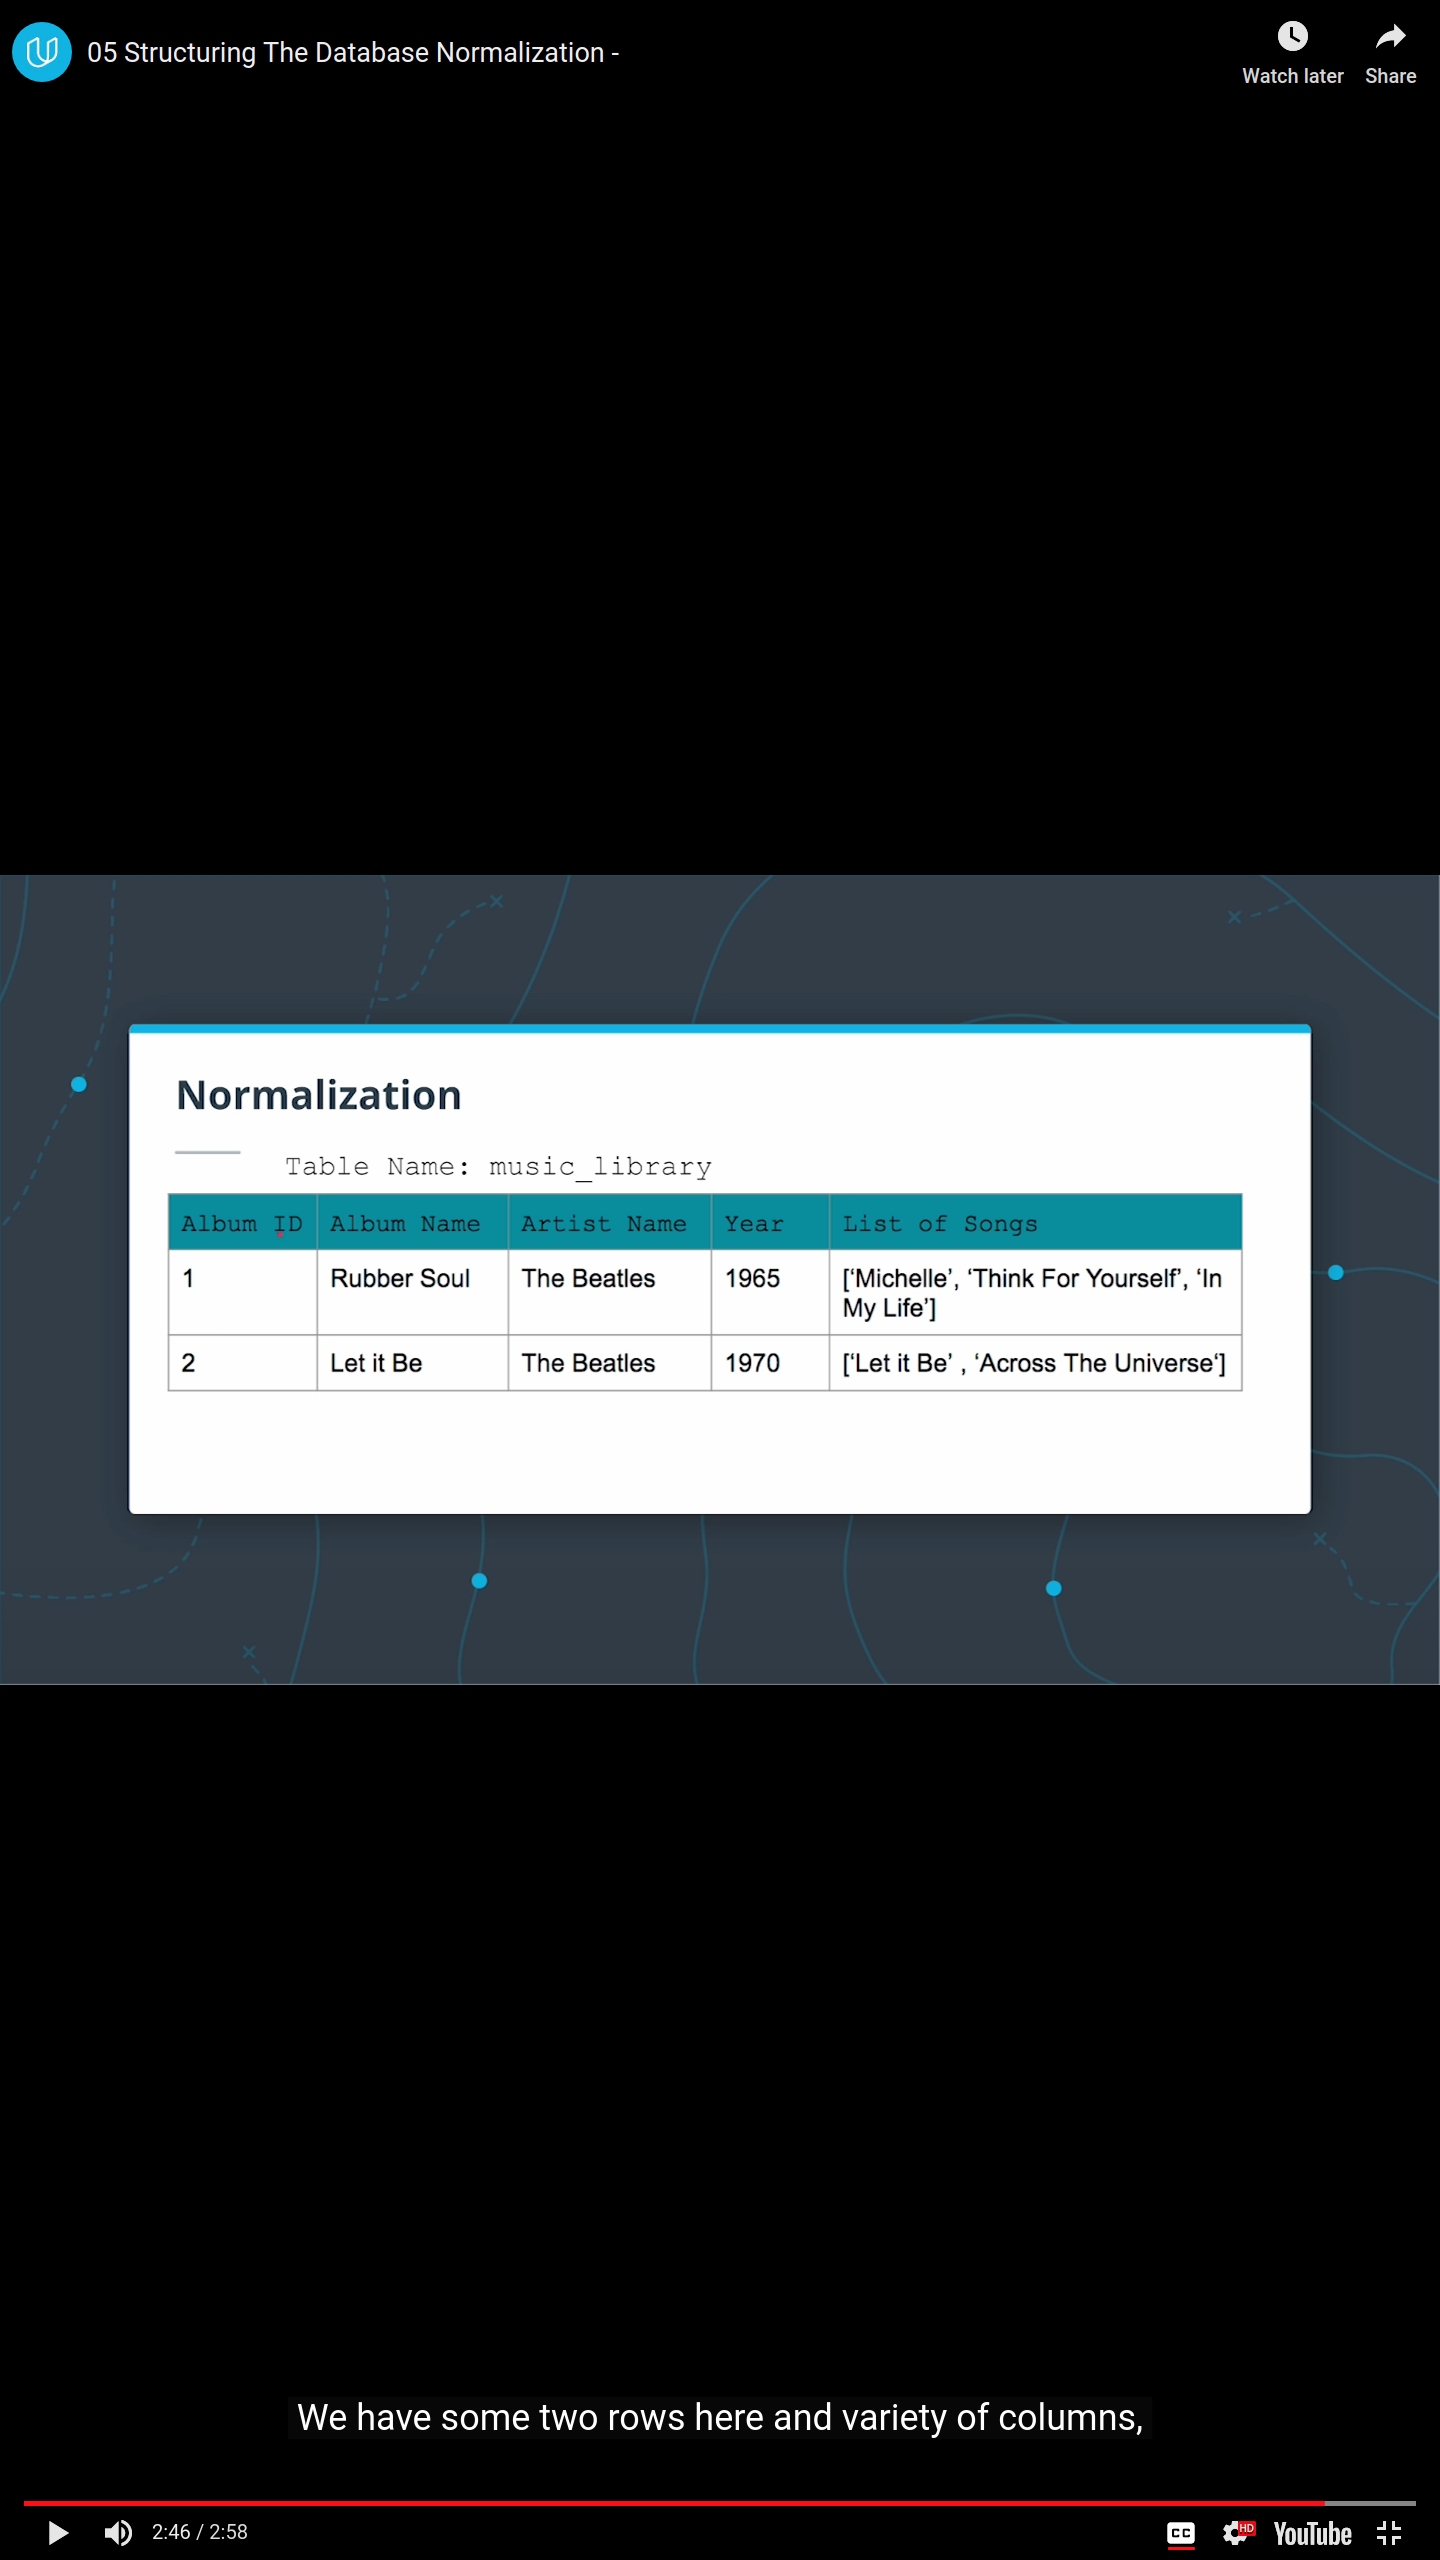 05 Structuring The Database Normalization -
Watch later
Share
Normalization
Table Name: music_library
Album ID Album Name Artist Name Year List of Songs
1 Rubber Soul The Beatles 1965 [‘Michelle’, ‘Think For Yourself’, ‘In
My Life’]
2 Let it Be The Beatles 1970 [‘Let it Be’ , ‘Across The Universe‘]
We have some two rows here and variety of columns,
2:46 / 2:58
CC
HD
YouTube